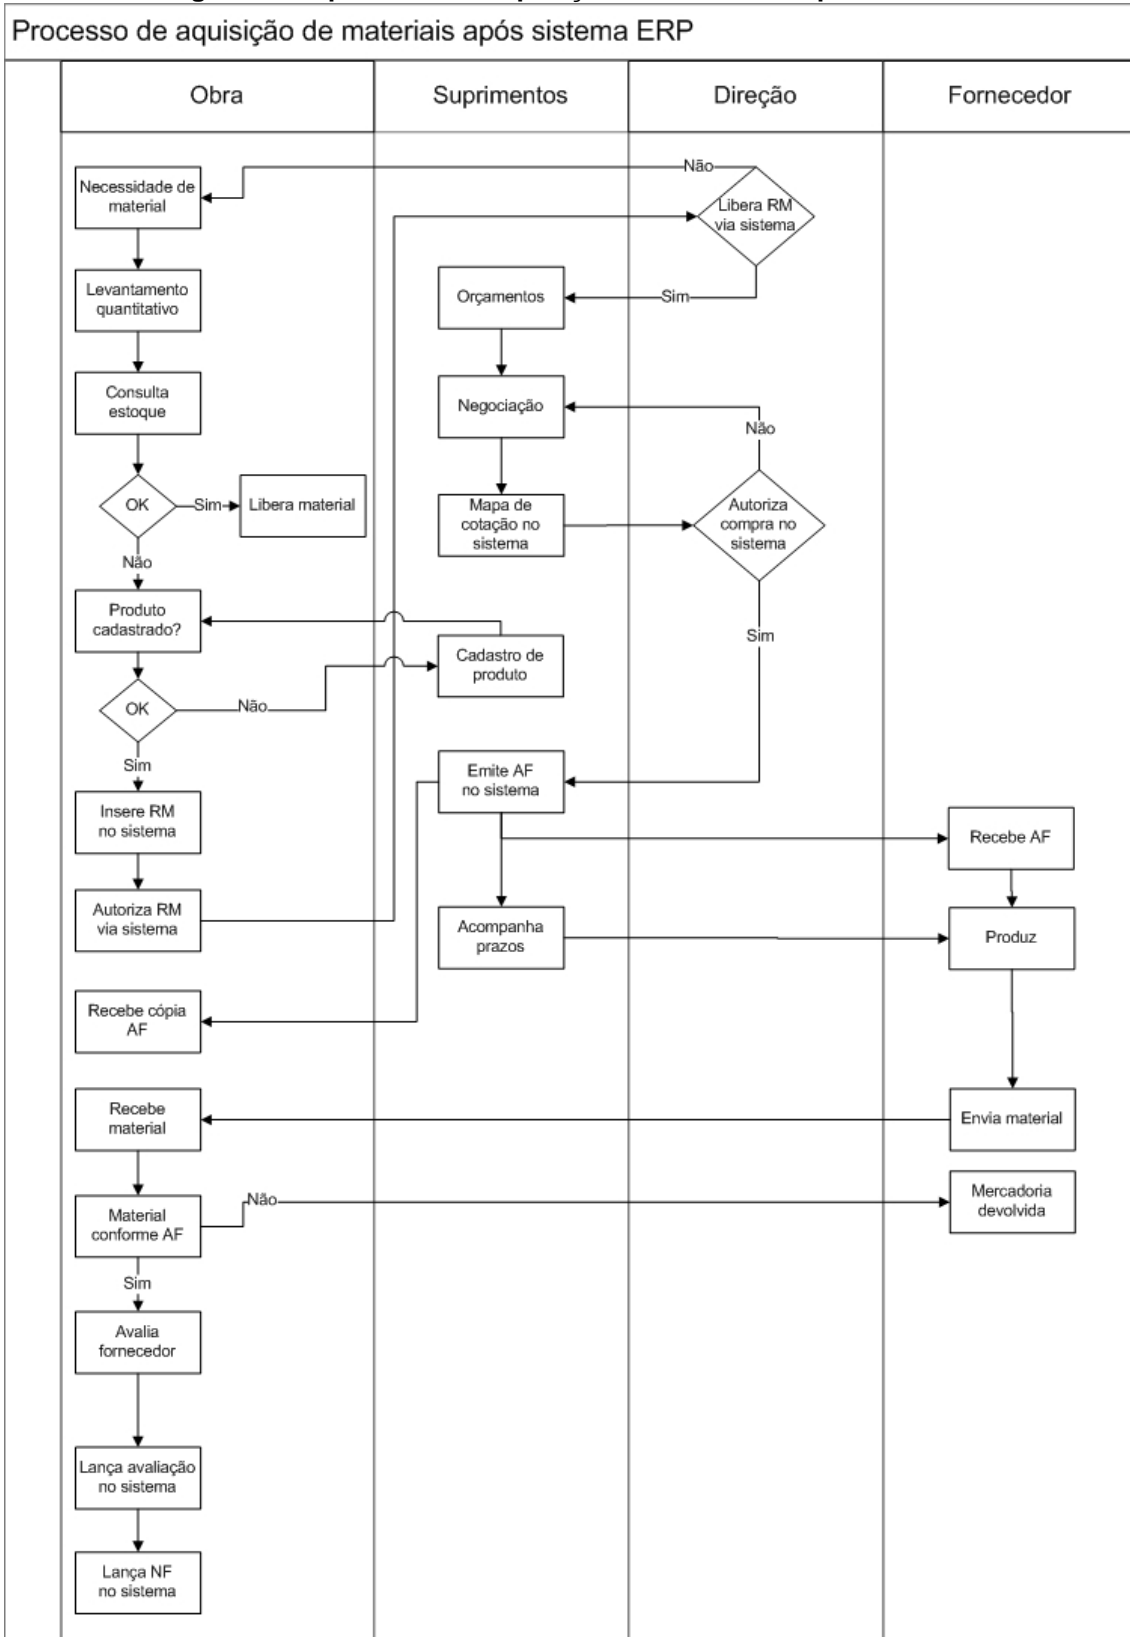 Processo de aquisição de materiais após sistema ERP
Obra
Suprimentos
Direção
Fornecedor
Necessidade de
material
Não
Libera RM
via sistema
Levantamento
quantitativo
Orçamentos
Sim
Consulta
estoque
Negociação
Não
OK
Sim
Libera material
Mapa de
cotação no
sistema
Autoriza
compra no
sistema
Não
Produto
cadastrado?
Sim
Cadastro de
produto
OK
Não
Sim
Emite AF
no sistema
Insere RM
no sistema
Recebe AF
Autoriza RM
via sistema
Acompanha
prazos
Produz
Recebe cópia
AF
Recebe
material
Envia material
Não
Mercadoria
devolvida
Material
conforme AF
Sim
Avalia
fornecedor
Lança avaliação
no sistema
Lança NF
no sistema